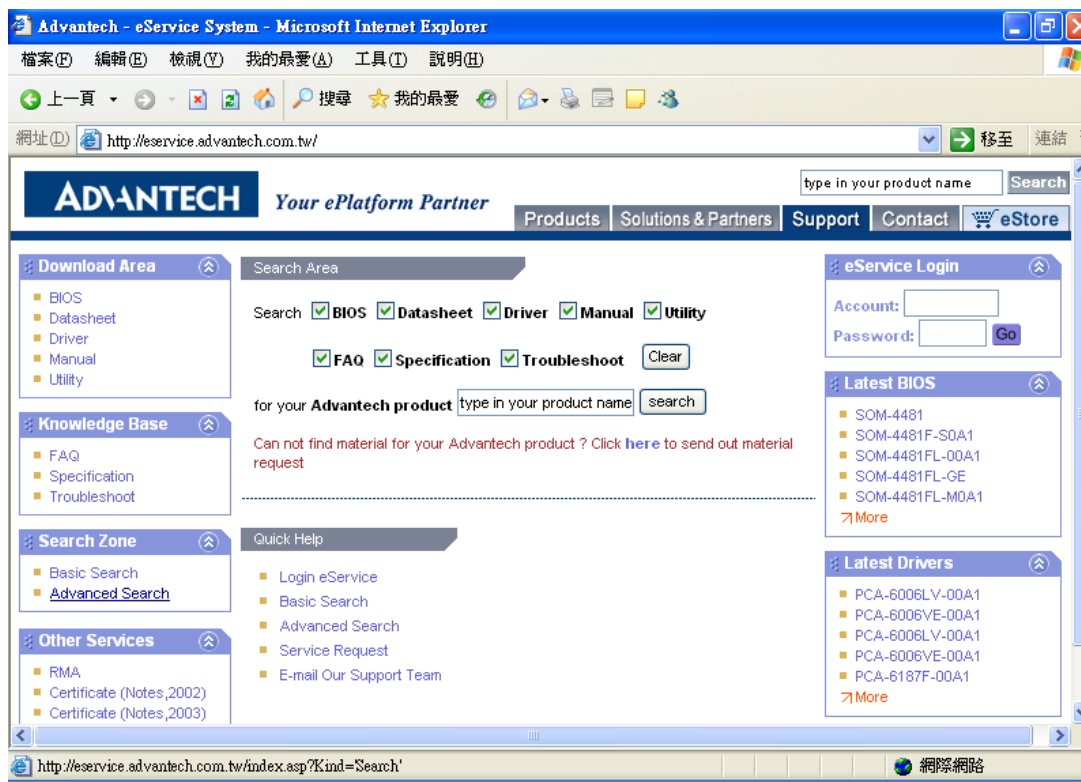 Advantech - eService System - Microsoft Internet Explorer
檔案(F) 編輯(E) 檢視(V) 我的最愛(A) 工具(T) 說明(H)
上一頁 搜尋 我的最愛
網址(D) http://eservice.advantech.com.tw/ 移至 連結
ADVANTECH Your ePlatform Partner
type in your product name Search
Products Solutions & Partners Support Contact eStore
Download Area
BIOS
Datasheet
Driver
Manual
Utility
Knowledge Base
FAQ
Specification
Troubleshoot
Search Zone
Basic Search
Advanced Search
Other Services
RMA
Certificate (Notes,2002)
Certificate (Notes,2003)
Search Area
Search BIOS Datasheet Driver Manual Utility
FAQ Specification Troubleshoot Clear
for your Advantech product type in your product name search
Can not find material for your Advantech product ? Click here to send out material
request
Quick Help
Login eService
Basic Search
Advanced Search
Service Request
E-mail Our Support Team
eService Login
Account:
Password: Go
Latest BIOS
SOM-4481
SOM-4481F-S0A1
SOM-4481FL-00A1
SOM-4481FL-GE
SOM-4481FL-M0A1
More
Latest Drivers
PCA-6006LV-00A1
PCA-6006VE-00A1
PCA-6006LV-00A1
PCA-6006VE-00A1
PCA-6187F-00A1
More
http://eservice.advantech.com.tw/index.asp?Kind='Search' 網際網路